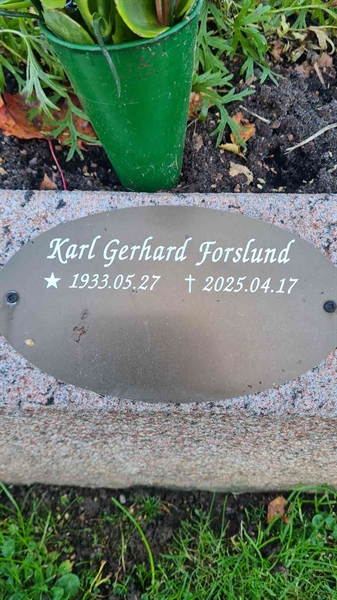 Karl Gerhard Forslund
★ 1933.05.27 † 2025.04.17